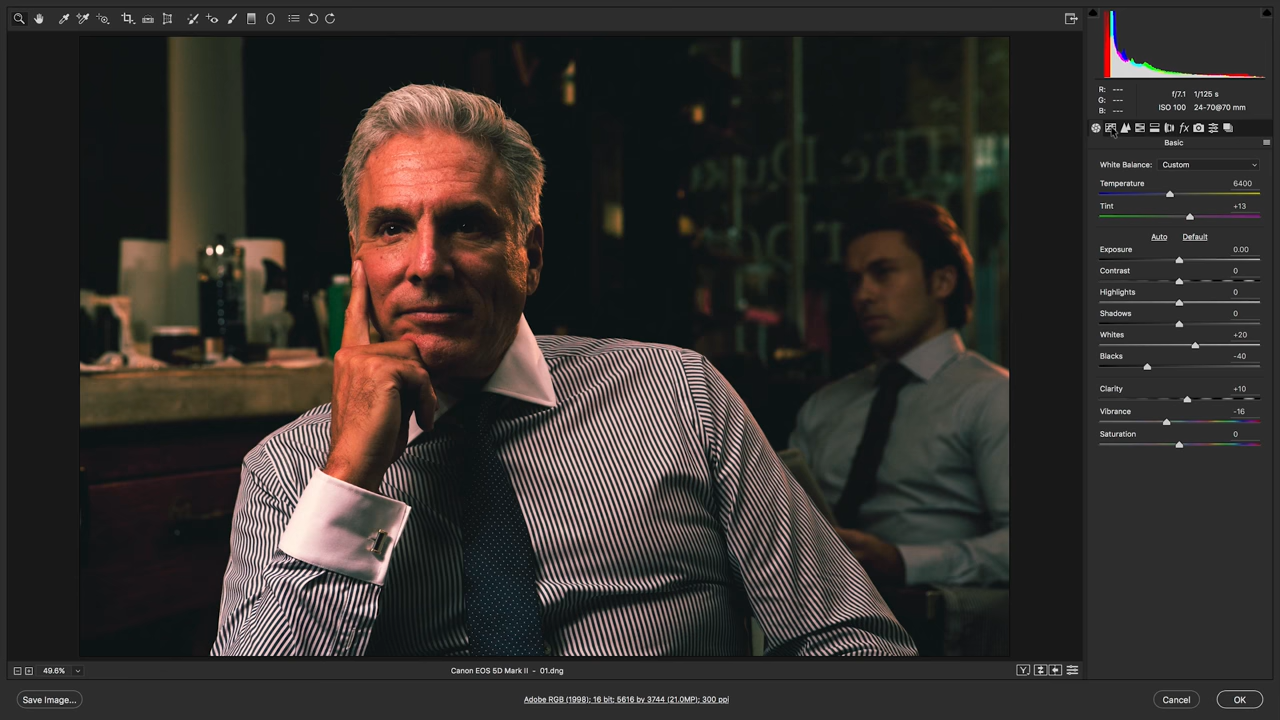 R: ---
G: ---
B: ---
f/7.1 1/125 s
ISO 100 24-70@70 mm
fx
Basic
White Balance: Custom
Temperature 6400
Tint +13
Auto Default
Exposure 0.00
Contrast 0
Highlights 0
Shadows 0
Whites +20
Blacks -40
Clarity +10
Vibrance -16
Saturation 0
49.6%
Canon EOS 5D Mark II - 01.dng
Y
Save Image...
Adobe RGB (1998); 16 bit; 5616 by 3744 (21.0MP); 300 ppi
Cancel
OK